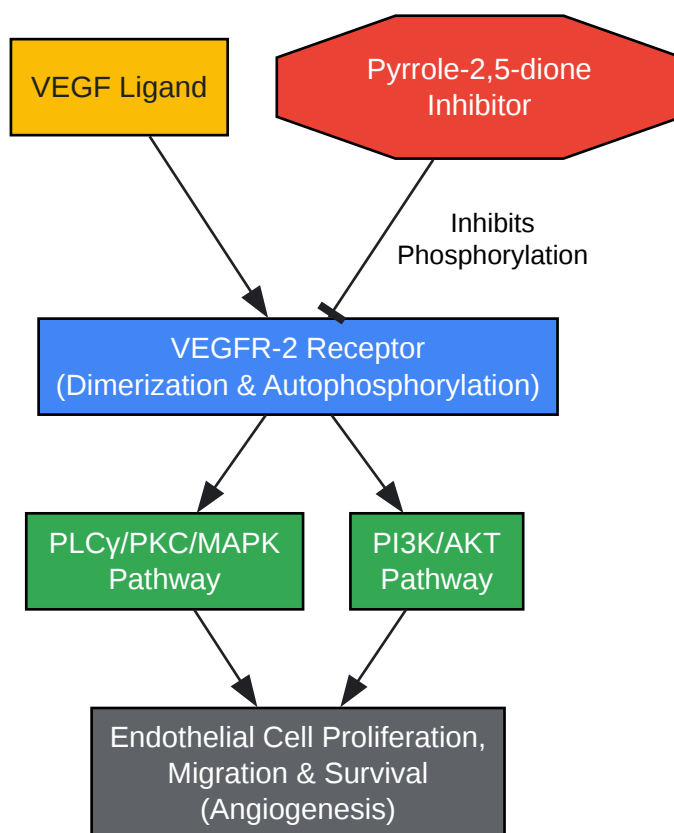 VEGF Ligand
Pyrrole-2,5-dione
Inhibitor
Inhibits
Phosphorylation
VEGFR-2 Receptor
(Dimerization & Autophosphorylation)
PLCγ/PKC/MAPK
Pathway
PI3K/AKT
Pathway
Endothelial Cell Proliferation,
Migration & Survival
(Angiogenesis)